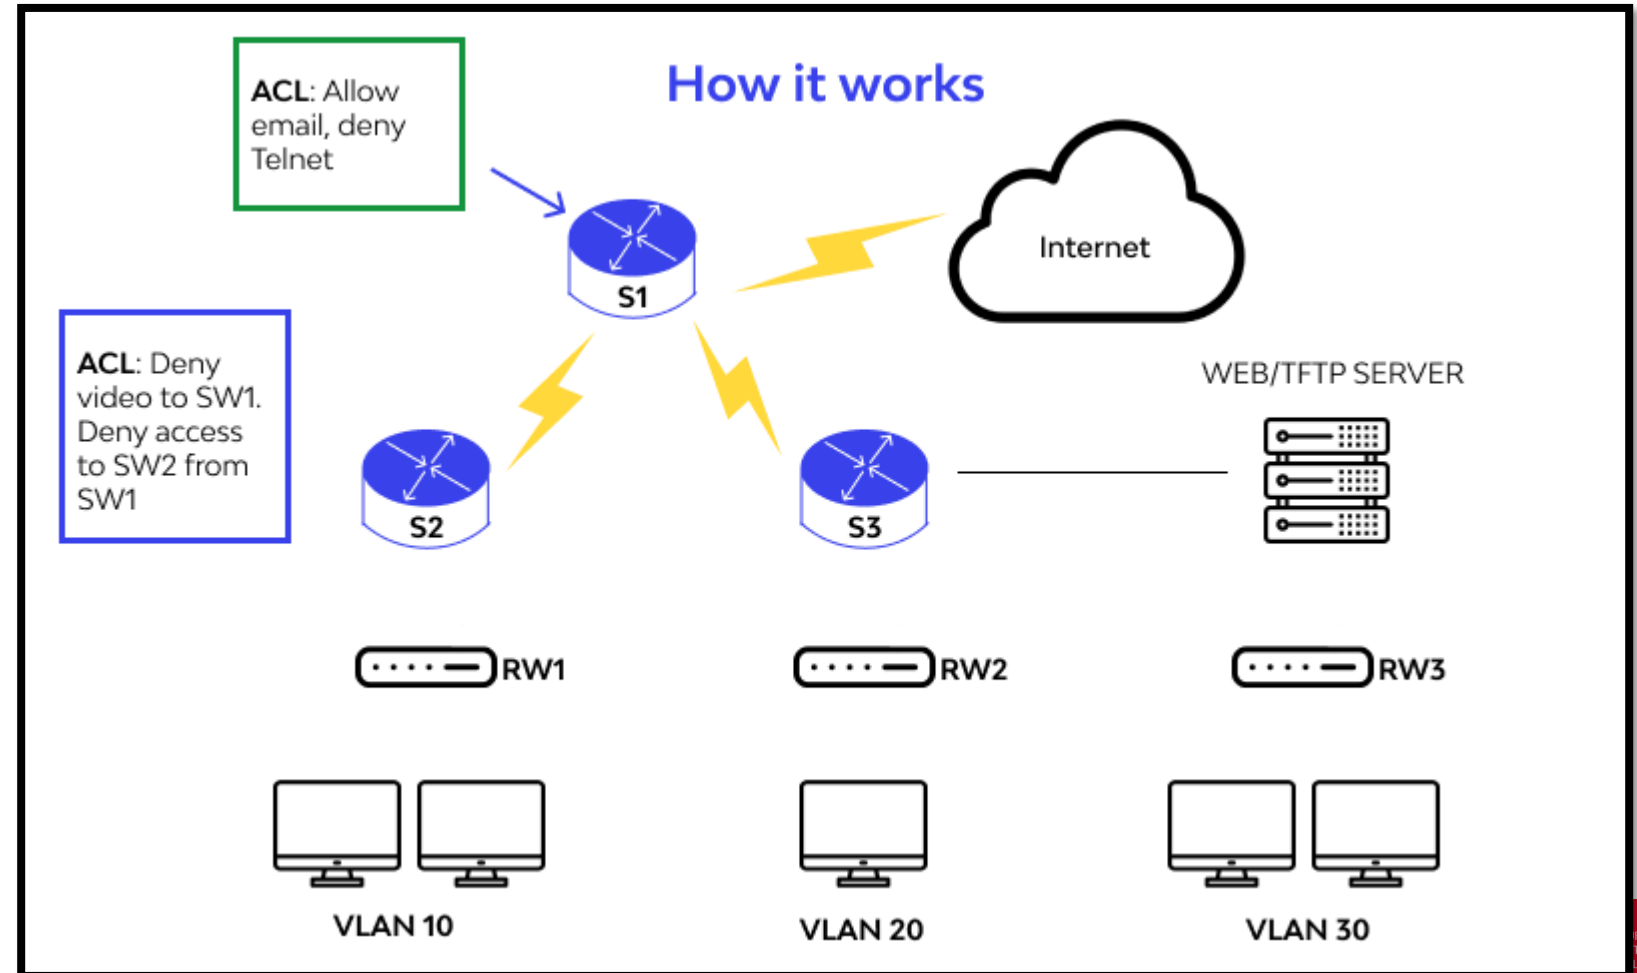 How it works
ACL: Allow
email, deny
Telnet
S1
Internet
ACL: Deny
video to SW1.
Deny access
to SW2 from
SW1
WEB/TFTP SERVER
S2
S3
RW1
RW2
RW3
VLAN 10
VLAN 20
VLAN 30